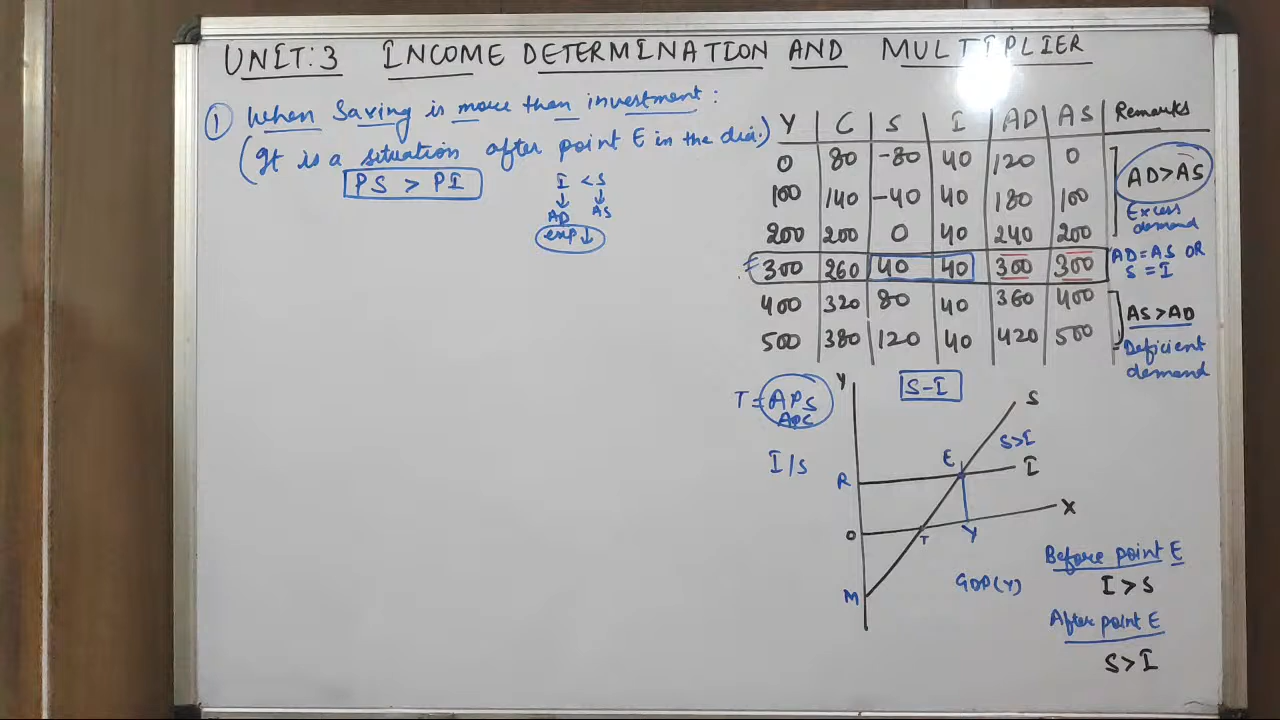 UNIT:3 INCOME DETERMINATION AND MULTIPLIER
① When Saving is more than investment:
(It is a situation after point E in the dia.)
PS > PI
I < S
AD AS
exp ↓
Y C S I AD AS Remarks
0 80 -80 40 120 0
100 140 -40 40 180 100
200 200 0 40 240 200
E 300 260 40 40 300 300
400 320 80 40 360 400
500 380 120 40 420 500
AD>AS
Excess
demand
AD=AS OR
S=I
AS>AD
Deficient
demand
S-I
T = APS
I/S
Y
S
S>I
E
I
R
O
T
Y
X
M
GDP(Y)
Before point E
I>S
After point E
S>I